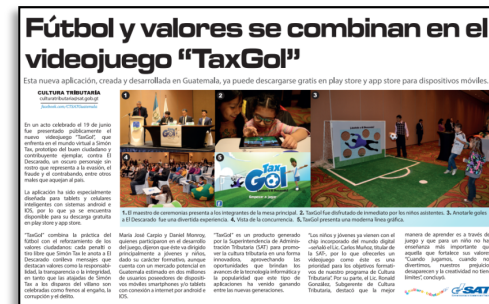 Fútbol y valores se combinan en el
videojuego “TaxGol”
Esta nueva aplicación, creada y desarrollada en Guatemala, ya puede descargarse gratis en play store y app store para dispositivos móviles.
CULTURA TRIBUTARIA
culturatributaria@sat.gob.gt
En un acto celebrado el 19 de junio
fue presentado públicamente el
nuevo videojuego "TaxGol", que
enfrenta en el mundo virtual a Simón
Tax, prototipo del buen ciudadano y
contribuyente ejemplar, contra El
Descarado, un oscuro personaje sin
rostro que representa a la evasión, el
fraude y el contrabando, entre otros
males que aquejan al país.
La aplicación ha sido especialmente
diseñada para tablets y celulares
inteligentes con sistemas android e
IOS, por lo que ya se encuentra
disponible para su descarga gratuita
en play store y app store.
"TaxGol" combina la práctica del
fútbol con el reforzamiento de los
valores ciudadanos: cada penalti o
tiro libre que Simón Tax le anota a El
Descarado conlleva mensajes que
destacan valores como la responsabi-
lidad, la transparencia o la integridad,
en tanto que las atajadas de Simón
Tax a los disparos del villano son
celebradas como frenos al engaño, la
corrupción y el delito.
1
2
3
4
5
Tax
Gol
1. El maestro de ceremonias presenta a los integrantes de la mesa principal. 2. TaxGol fue disfrutado de inmediato por los niños asistentes. 3. Anotarle goles
a El Descarado fue una divertida experiencia. 4. Vista de la concurrencia. 5. TaxGol presenta una moderna línea gráfica.
María José Carpio y Daniel Monroy,
quienes participaron en el desarrollo
del juego, dijeron que éste va dirigido
principalmente a jóvenes y niños,
dado su carácter formativo, aunque
cuenta con un mercado potencial en
Guatemala estimado en dos millones
de usuarios poseedores de dispositi-
vos móviles smartphones y/o tablets
con conexión a internet por android e
IOS.
"TaxGol" es un producto generado
por la Superintendencia de Adminis-
tración Tributaria (SAT) para promo-
ver la cultura tributaria en una forma
innovadora, aprovechando las
oportunidades que brindan los
avances de la tecnología informática y
la popularidad que este tipo de
aplicaciones ha venido ganando
entre las nuevas generaciones.
"Los niños y jóvenes ya vienen con el
chip incorporado del mundo digital
–señaló el Lic. Carlos Muñoz, titular de
la SAT-, por lo que ofrecerles un
videojuego como éste es una
prioridad para los objetivos formati-
vos de nuestro programa de Cultura
Tributaria". Por su parte, el Lic. Ronald
González, Subgerente de Cultura
Tributaria, destacó que la mejor
manera de aprender es a través de
juego y que para un niño no ha
enseñanza más importante qu
aquella que fortalece sus valore
"Cuando jugamos, cuando no
divertimos, nuestros prejuicio
desaparecen y la creatividad no tien
límites", concluyó.
SAT